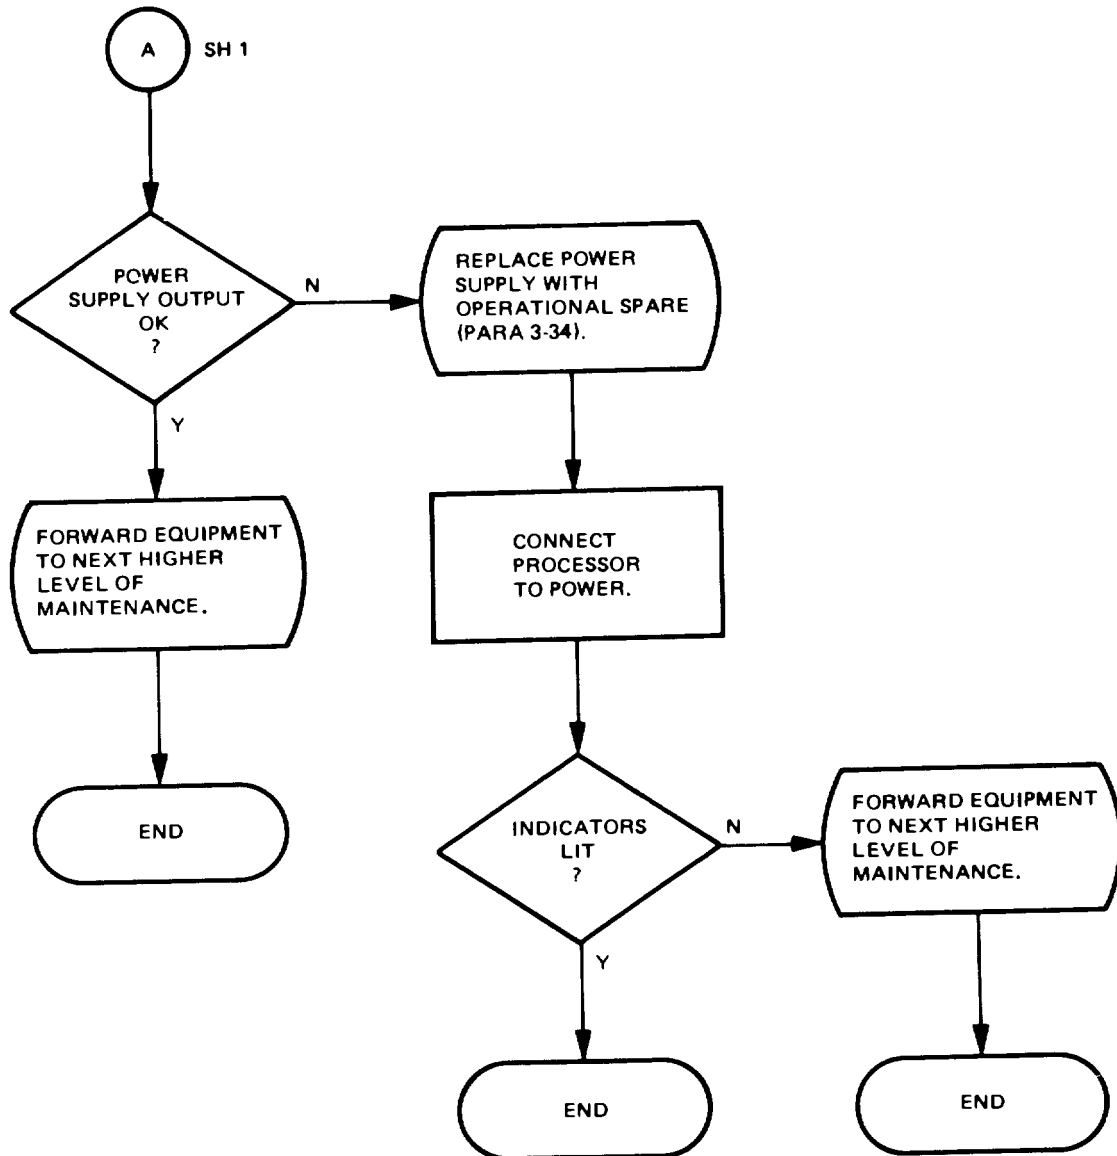 A
SH 1
POWER
SUPPLY OUTPUT
OK
?
N
REPLACE POWER
SUPPLY WITH
OPERATIONAL SPARE
(PARA 3-34).
Y
FORWARD EQUIPMENT
TO NEXT HIGHER
LEVEL OF
MAINTENANCE.
CONNECT
PROCESSOR
TO POWER.
END
INDICATORS
LIT
?
N
FORWARD EQUIPMENT
TO NEXT HIGHER
LEVEL OF
MAINTENANCE.
Y
END
END